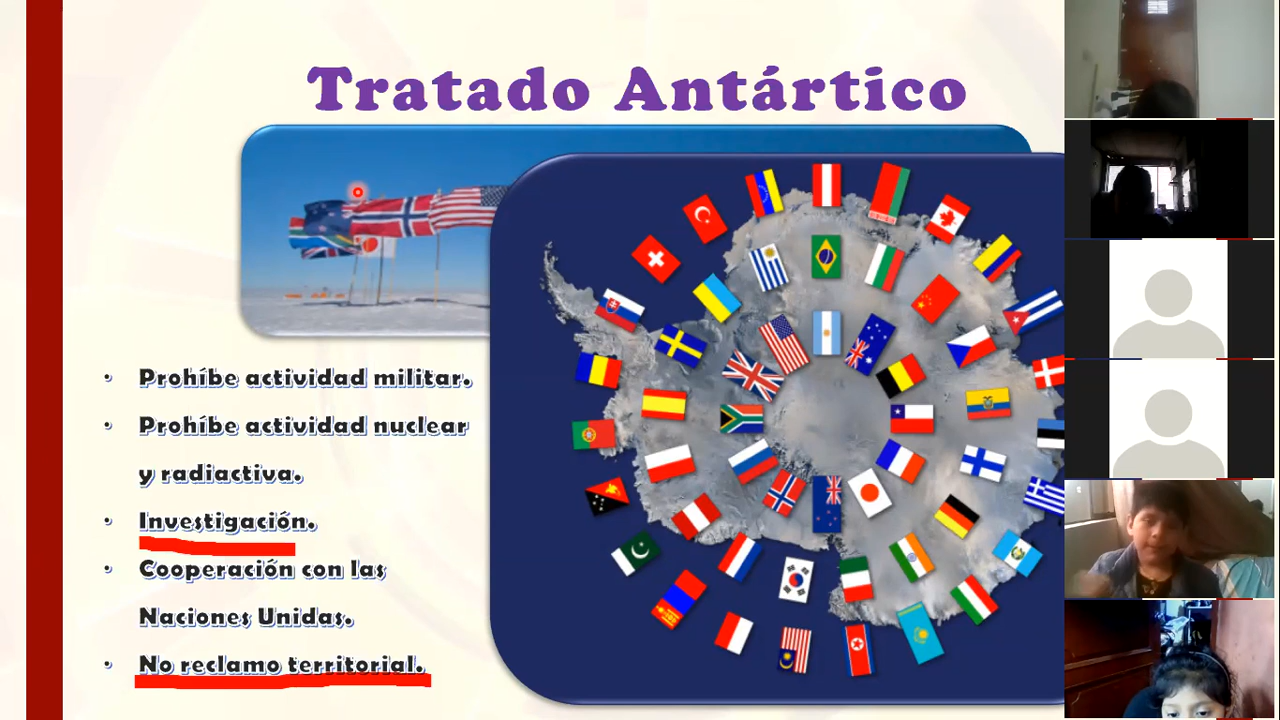 Tratado Antártico
• Prohíbe actividad militar.
• Prohíbe actividad nuclear
y radiactiva.
• Investigación.
• Cooperación con las
Naciones Unidas.
• No reclamo territorial.